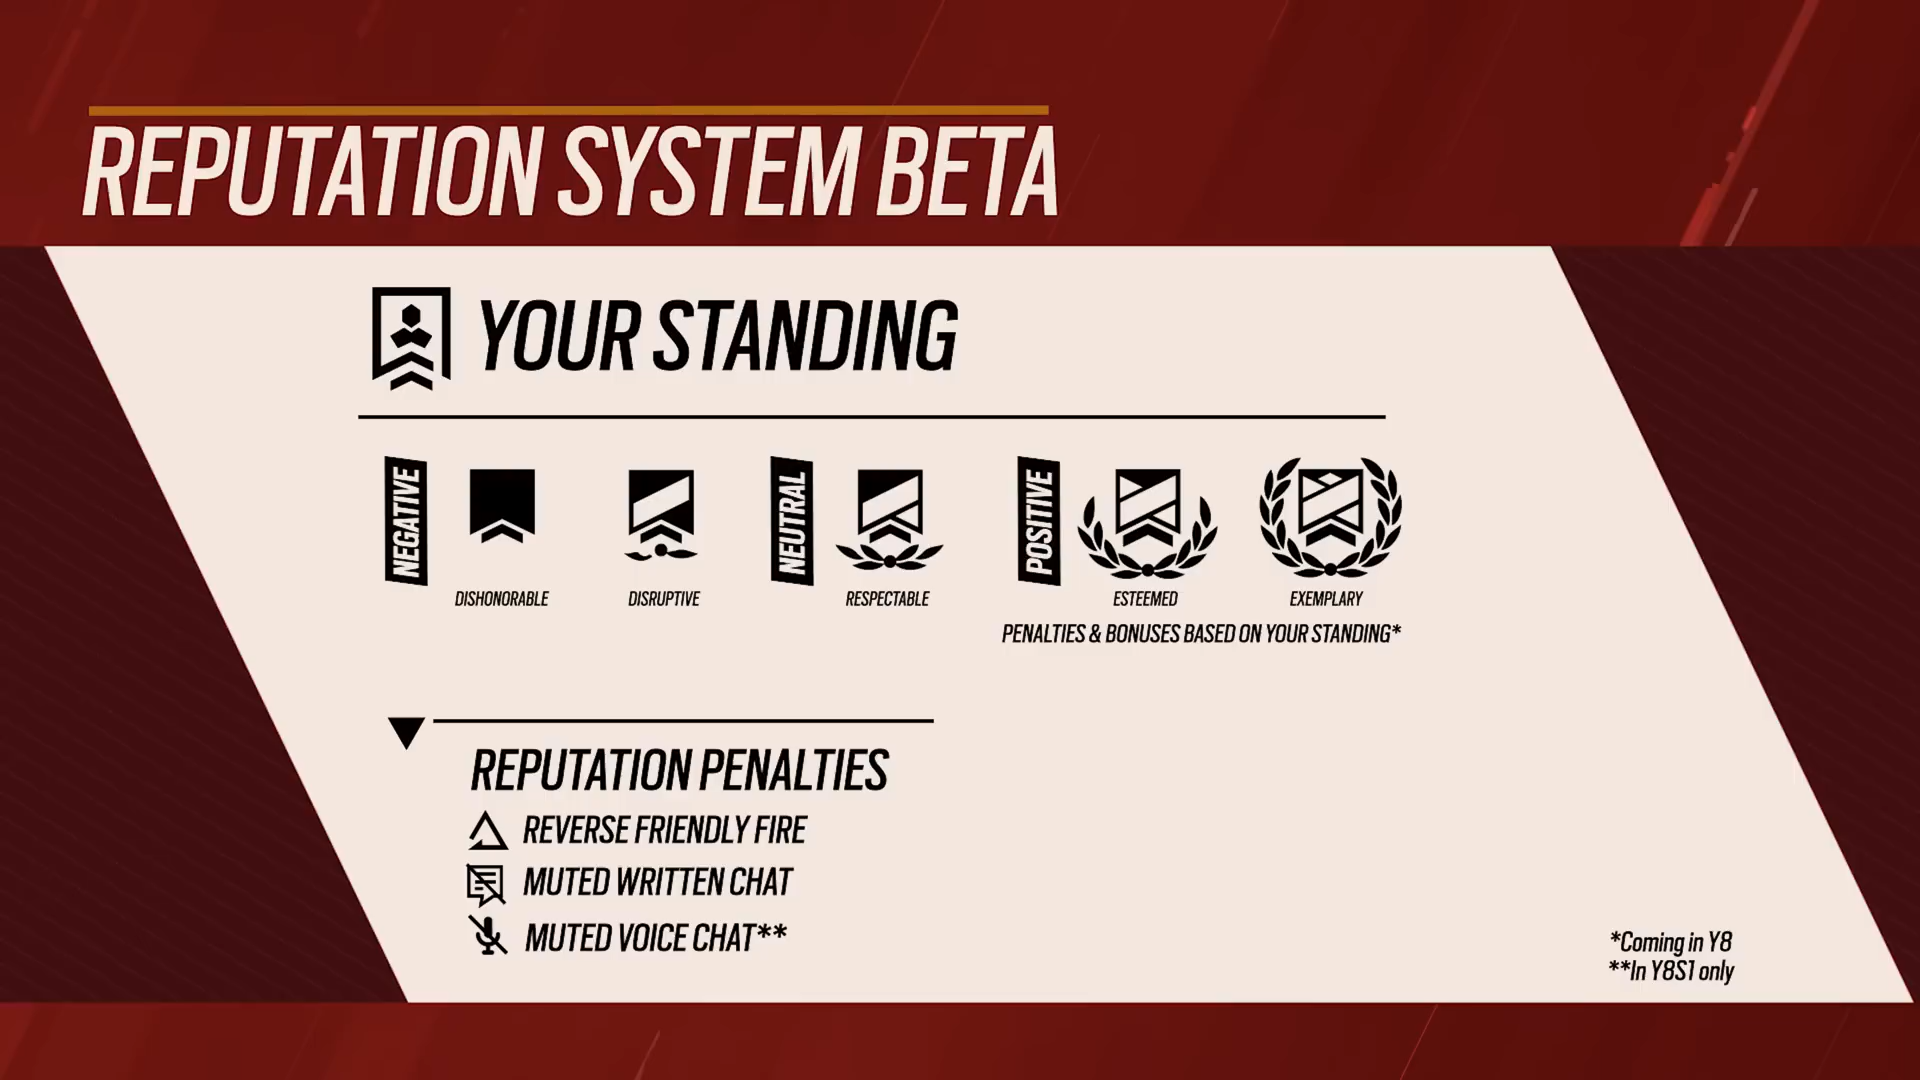 REPUTATION SYSTEM BETA
YOUR STANDING
NEGATIVE
DISHONORABLE
DISRUPTIVE
NEUTRAL
RESPECTABLE
POSITIVE
ESTEEMED
EXEMPLARY
PENALTIES & BONUSES BASED ON YOUR STANDING*
REPUTATION PENALTIES
REVERSE FRIENDLY FIRE
MUTED WRITTEN CHAT
MUTED VOICE CHAT**
*Coming in Y8
**In Y8S1 only